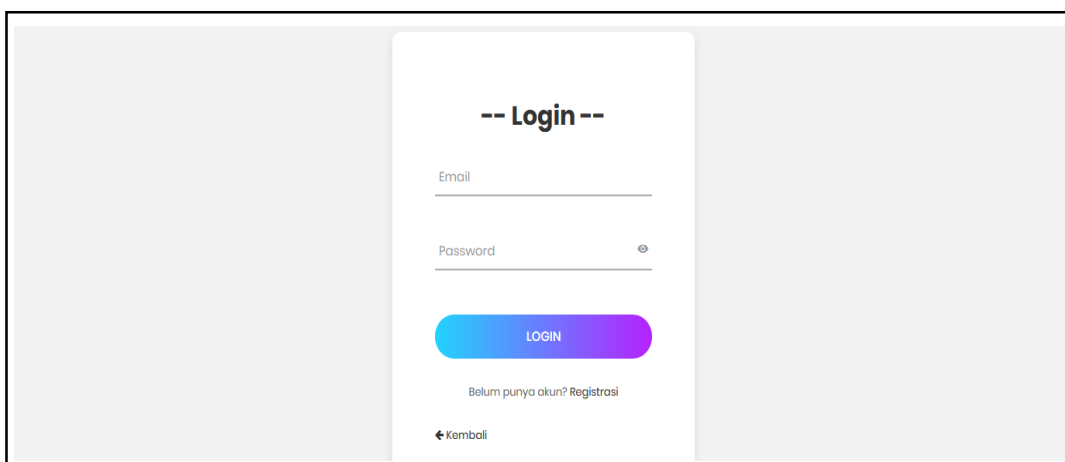 -- Login --
Email
Password
LOGIN
Belum punya akun? Registrasi
Kembali